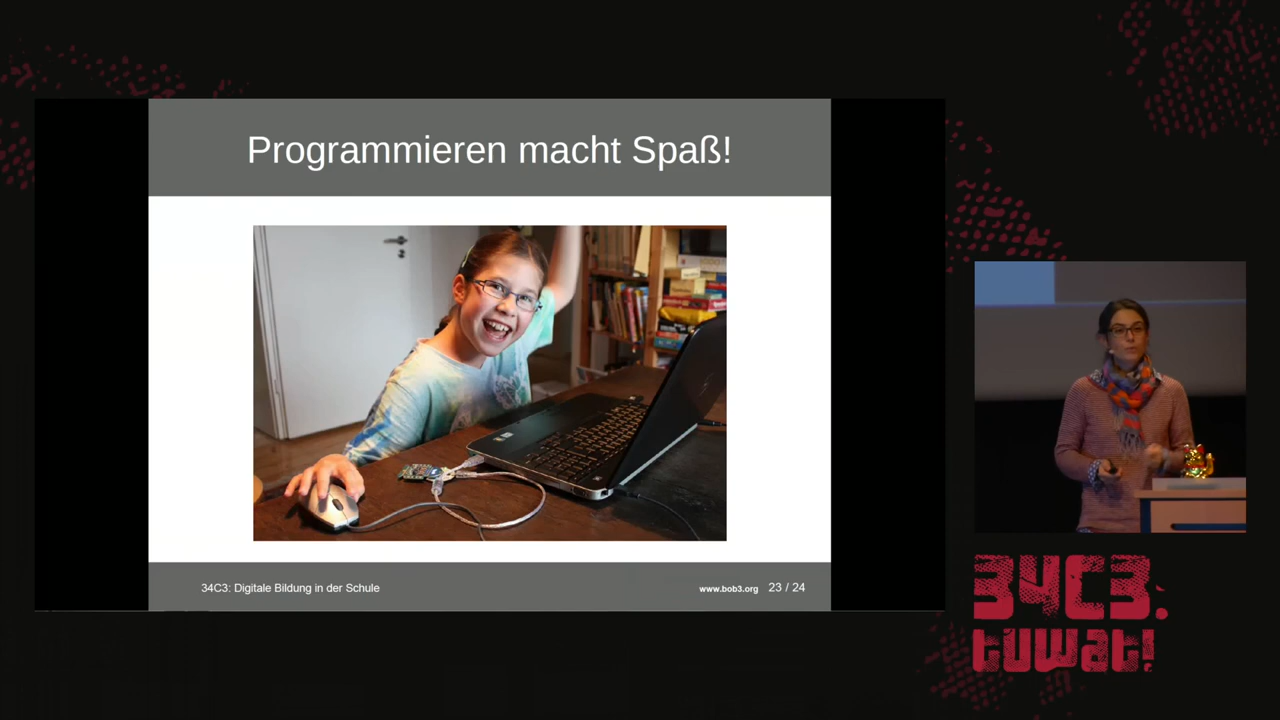 Programmieren macht Spaß!
34C3: Digitale Bildung in der Schule
www.bob3.org
23 / 24
34C3.
tuwat!